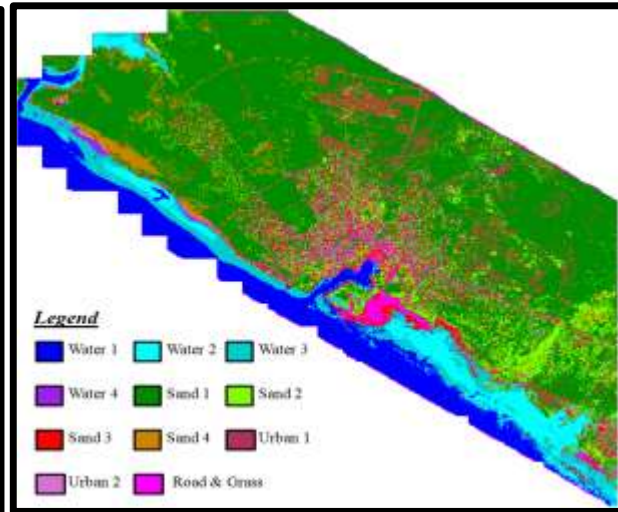 Legend
Water 1 Water 2 Water 3
Water 4 Sand 1 Sand 2
Sand 3 Sand 4 Urban 1
Urban 2 Road & Grass